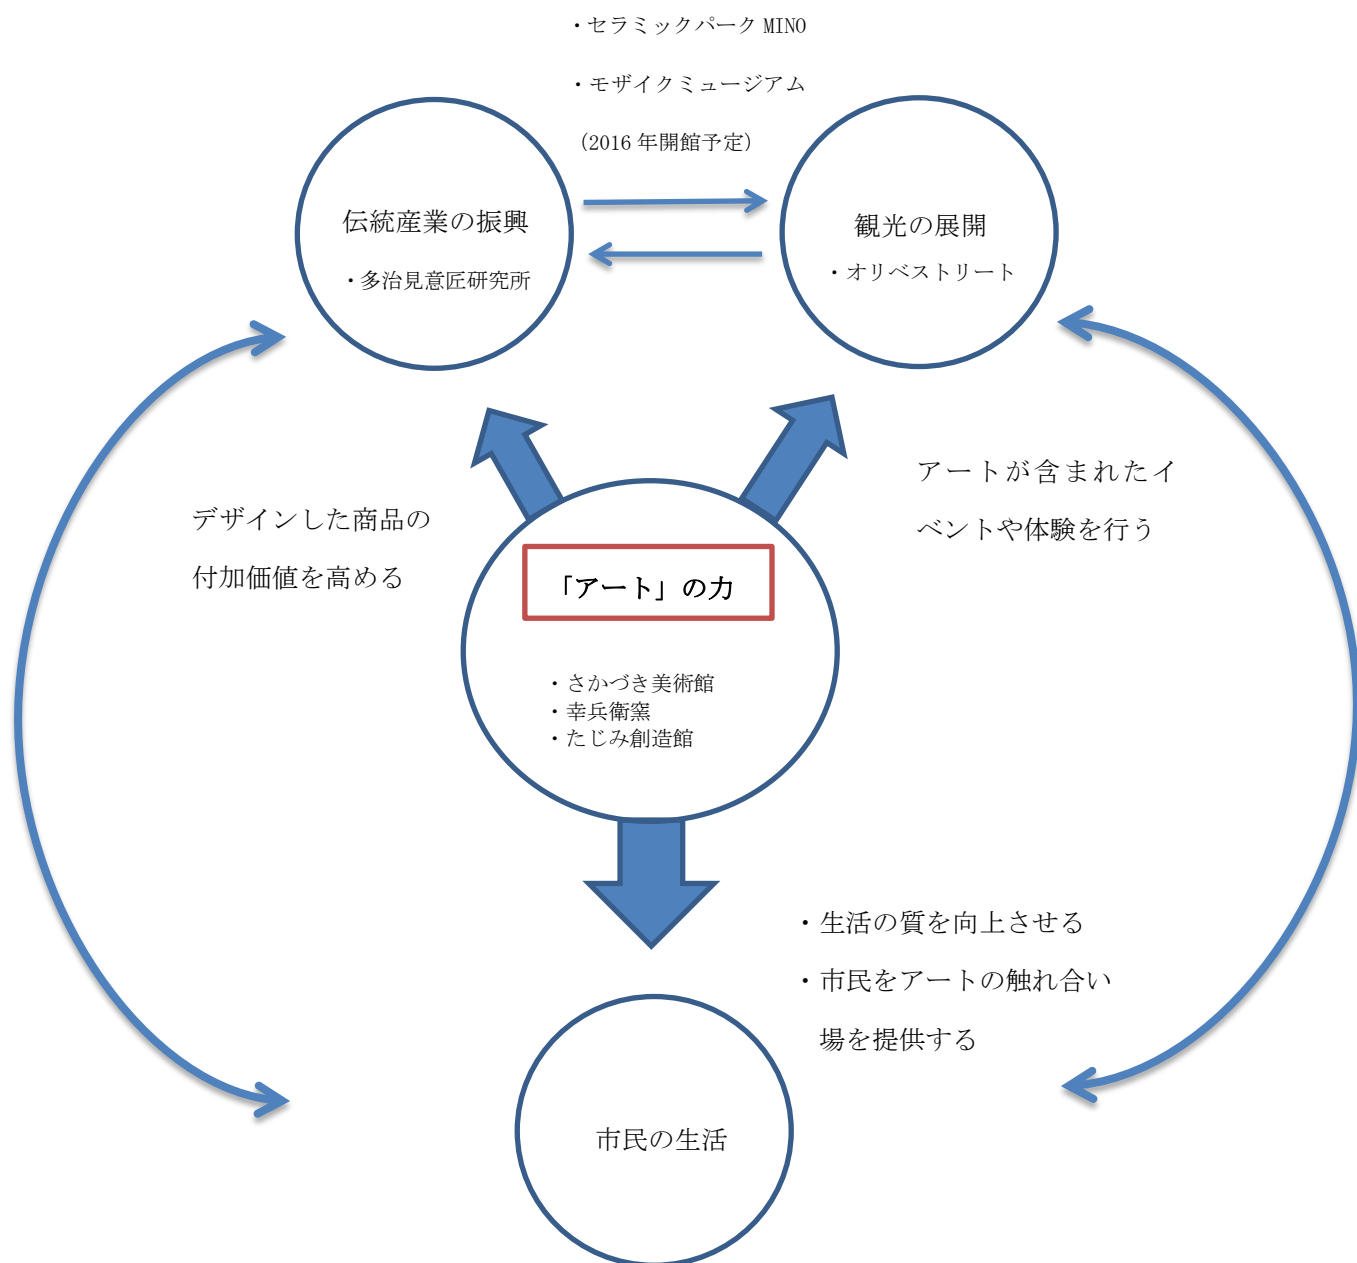 ・セラミックパーク MINO
・モザイクミュージアム
（2016 年開館予定）
伝統産業の振興
・多治見意匠研究所
観光の展開
・オリベストリート
デザインした商品の
付加価値を高める
アートが含まれたイ
ベントや体験を行う
「アート」の力
・さかづき美術館
・幸兵衛窯
・たじみ創造館
・生活の質を向上させる
・市民をアートの触れ合い
場を提供する
市民の生活